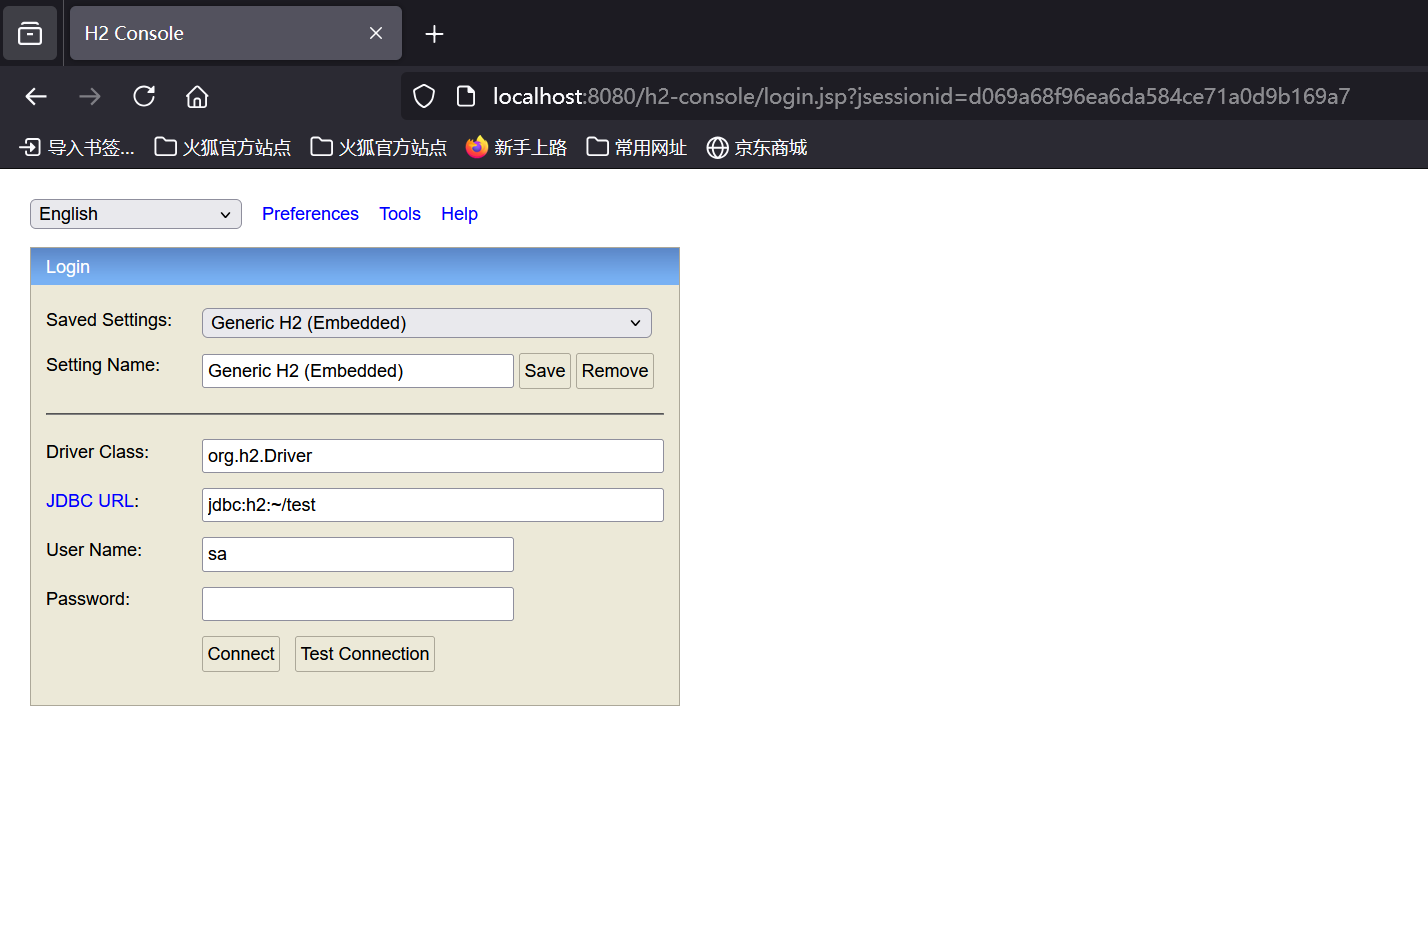 H2 Console
localhost:8080/h2-console/login.jsp?jsessionid=d069a68f96ea6da584ce71a0d9b169a7
导入书签... 火狐官方站点 火狐官方站点 新手上路 常用网址 京东商城
English Preferences Tools Help
Login
Saved Settings: Generic H2 (Embedded)
Setting Name: Generic H2 (Embedded) Save Remove
Driver Class: org.h2.Driver
JDBC URL: jdbc:h2:~/test
User Name: sa
Password:
Connect Test Connection